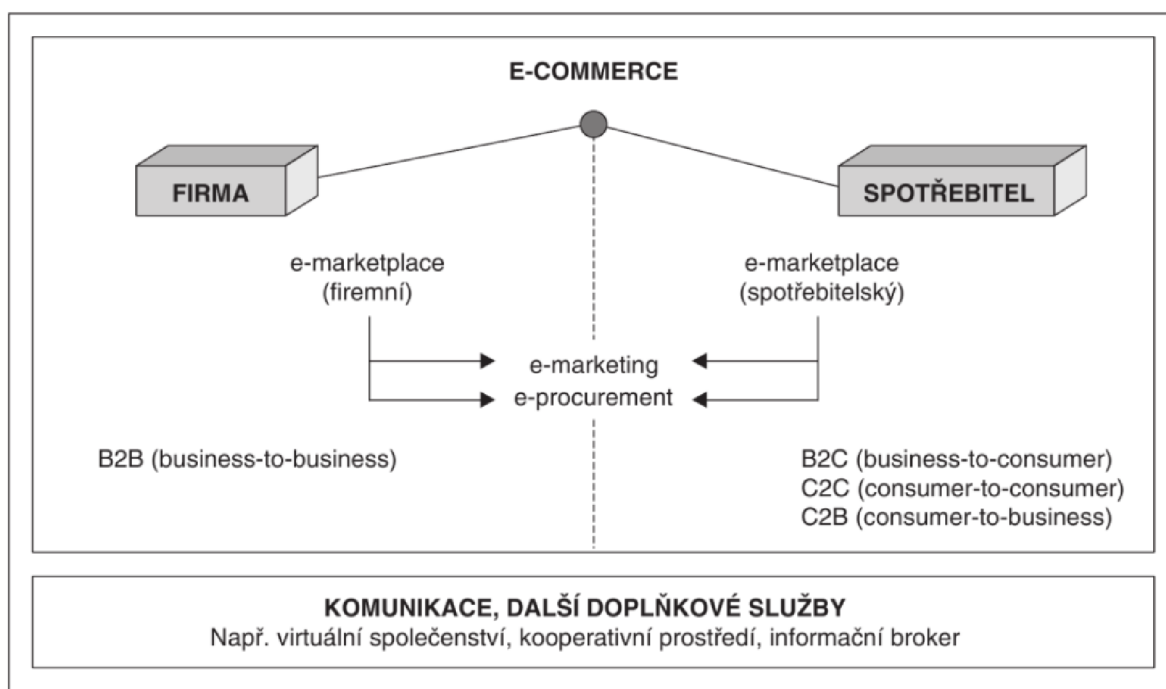 E-COMMERCE
FIRMA
SPOTŘEBITEL
e-marketplace
(firemní)
e-marketplace
(spotřebitelský)
e-marketing
e-procurement
B2B (business-to-business)
B2C (business-to-consumer)
C2C (consumer-to-consumer)
C2B (consumer-to-business)
KOMUNIKACE, DALŠÍ DOPLŇKOVÉ SLUŽBY
Např. virtuální společenství, kooperativní prostředí, informační broker